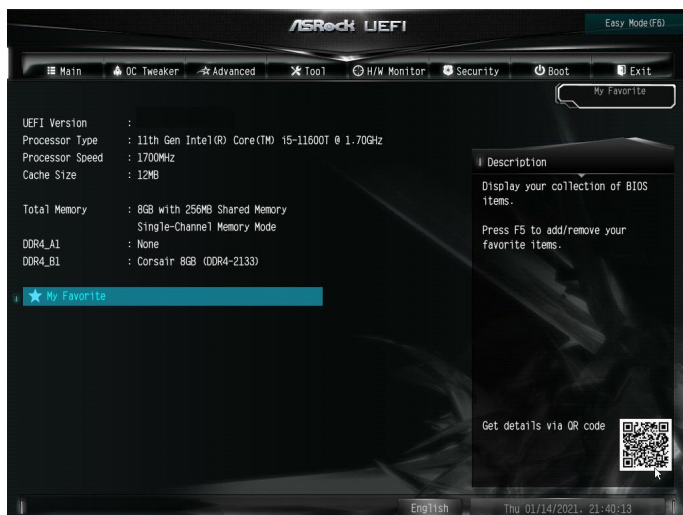 ASRock UEFI
Easy Mode(F6)
Main OC Tweaker Advanced Tool H/W Monitor Security Boot Exit
My Favorite
UEFI Version :
Processor Type : 11th Gen Intel(R) Core(TM) i5-11600T @ 1.70GHz
Processor Speed : 1700MHz
Cache Size : 12MB
Total Memory : 8GB with 256MB Shared Memory
Single-Channel Memory Mode
DDR4_A1 : None
DDR4_B1 : Corsair 8GB (DDR4-2133)
My Favorite
Description
Display your collection of BIOS
items.
Press F5 to add/remove your
favorite items.
Get details via QR code
English
Thu 01/14/2021. 21:40:13